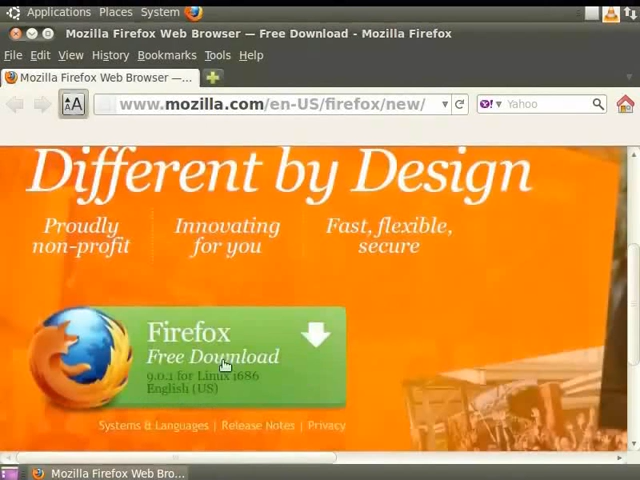 Applications Places System
Mozilla Firefox Web Browser — Free Download - Mozilla Firefox
File Edit View History Bookmarks Tools Help
Mozilla Firefox Web Browser —...
AA www.mozilla.com/en-US/firefox/new/ Y! Yahoo
Different by Design
Proudly non-profit
Innovating for you
Fast, flexible, secure
Firefox
Free Download
9.0.1 for Linux i686
English (US)
Systems & Languages | Release Notes | Privacy
Mozilla Firefox Web Bro...